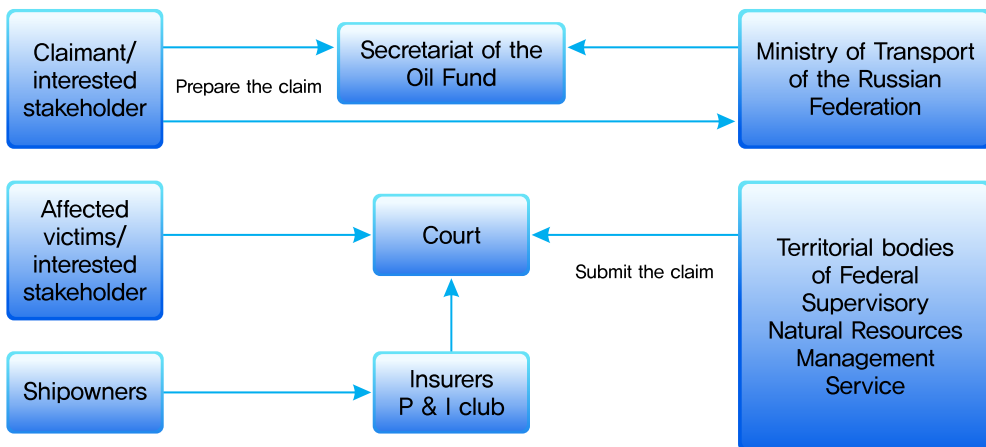 Claimant/
interested
stakeholder
Prepare the claim
Secretariat of the
Oil Fund
Ministry of Transport
of the Russian
Federation
Affected
victims/
interested
stakeholder
Court
Submit the claim
Territorial bodies
of Federal
Supervisory
Natural Resources
Management
Service
Shipowners
Insurers
P & I club